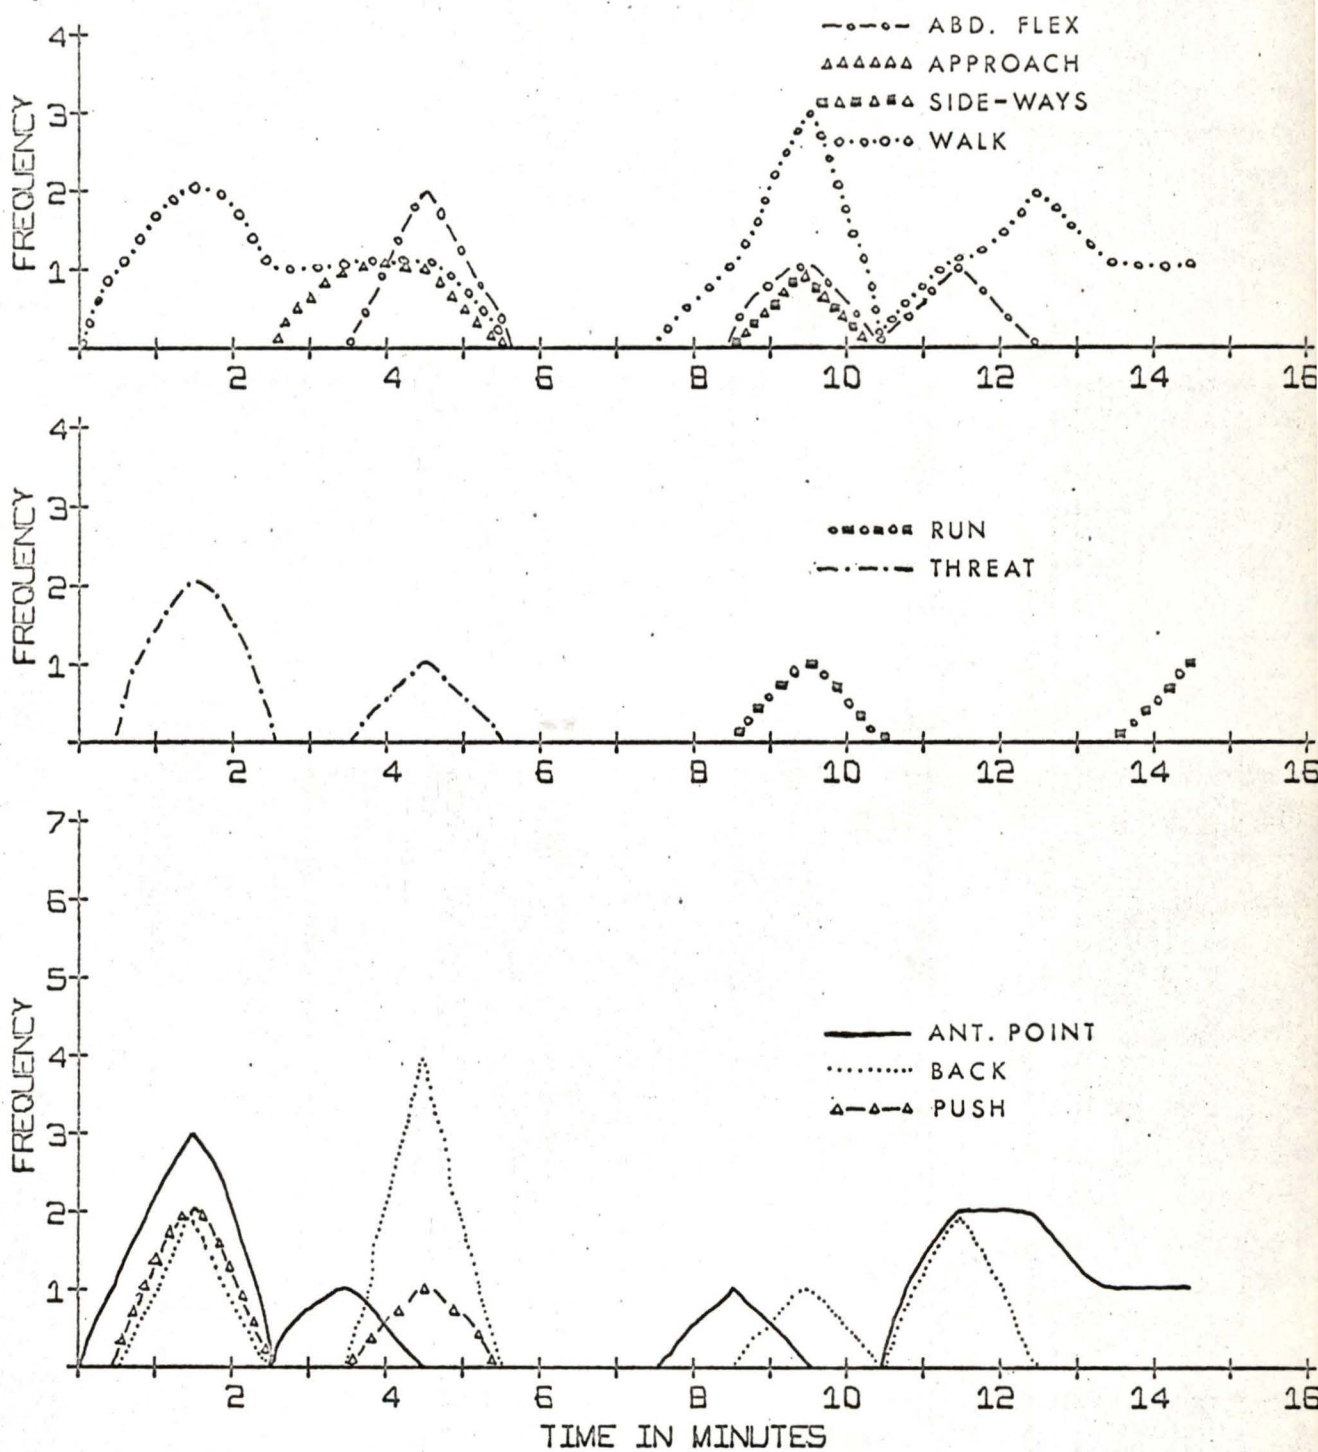 4
ABD. FLEX
APPROACH
3
SIDE-WAYS
WALK
2
1
FREQUENCY
2 4 6 8 10 12 14 16
4
3
RUN
THREAT
2
1
FREQUENCY
2 4 6 8 10 12 14 16
7
6
5
4
ANT. POINT
BACK
PUSH
3
2
1
FREQUENCY
2 4 6 8 10 12 14 16
TIME IN MINUTES